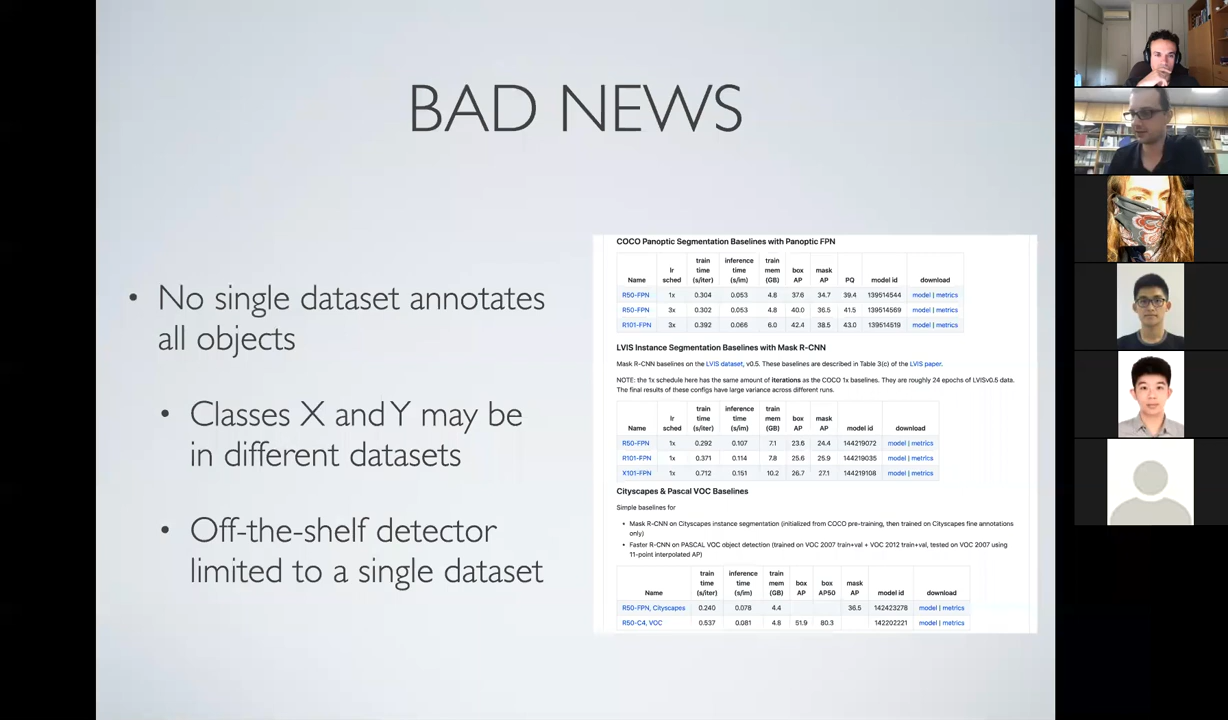 BAD NEWS
• No single dataset annotates
all objects
• Classes X and Y may be
in different datasets
• Off-the-shelf detector
limited to a single dataset
COCO Panoptic Segmentation Baselines with Panoptic FPN
Name lr sched train time (s/iter) inference time (s/im) train mem (GB) box AP mask AP PQ model id download
R50-FPN 1x 0.304 0.053 4.8 37.6 34.7 39.4 139514544 model | metrics
R50-FPN 3x 0.302 0.053 4.8 40.0 36.5 41.5 139514569 model | metrics
R101-FPN 3x 0.392 0.066 6.0 42.4 38.5 43.0 139514519 model | metrics
LVIS Instance Segmentation Baselines with Mask R-CNN
Mask R-CNN baselines on the LVIS dataset, v0.5. These baselines are described in Table 3(c) of the LVIS paper.
NOTE: the 1x schedule here has the same amount of iterations as the COCO 1x baselines. They are roughly 24 epochs of LVISv0.5 data.
The final results of these configs have large variance across different runs.
Name lr sched train time (s/iter) inference time (s/im) train mem (GB) box AP mask AP model id download
R50-FPN 1x 0.292 0.107 7.1 23.6 24.4 144219072 model | metrics
R101-FPN 1x 0.371 0.114 7.8 25.6 25.9 144219035 model | metrics
X101-FPN 1x 0.712 0.151 10.2 26.7 27.1 144219108 model | metrics
Cityscapes & Pascal VOC Baselines
Simple baselines for
• Mask R-CNN on Cityscapes instance segmentation (initialized from COCO pre-training, then trained on Cityscapes fine annotations
only)
• Faster R-CNN on PASCAL VOC object detection (trained on VOC 2007 train+val + VOC 2012 train+val, tested on VOC 2007 using
11-point interpolated AP)
Name train time (s/iter) inference time (s/im) train mem (GB) box AP box AP50 mask AP model id download
R50-FPN, Cityscapes 0.240 0.078 4.4 36.5 142423278 model | metrics
R50-C4, VOC 0.537 0.081 4.8 51.9 80.3 142202221 model | metrics